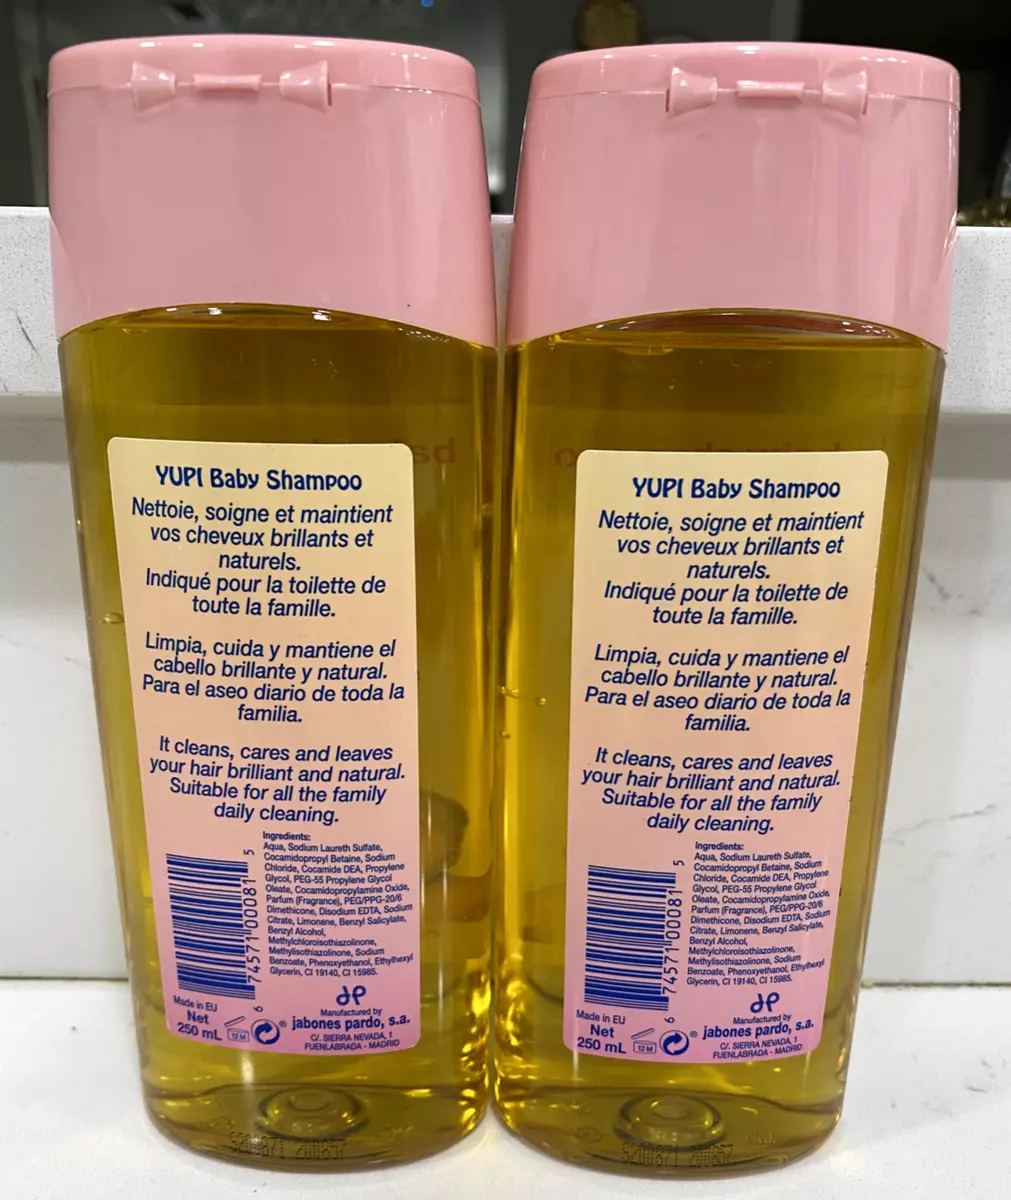 YUPI Baby Shampoo
Nettoie, soigne et maintient
vos cheveux brillants et
naturels.
Indiqué pour la toilette de
toute la famille.
Limpia, cuida y mantiene el
cabello brillante y natural.
Para el aseo diario de toda la
familia.
It cleans, cares and leaves
your hair brilliant and natural.
Suitable for all the family
daily cleaning.
Ingredients:
Aqua, Sodium Laureth Sulfate,
Cocamidopropyl Betaine, Sodium
Chloride, Cocamide DEA, Propylene
Glycol, PEG-55 Propylene Glycol
Oleate, Cocamidopropylamine Oxide,
Parfum (Fragrance), PEG/PPG-20/6
Dimethicone, Disodium EDTA, Sodium
Citrate, Limonene, Benzyl Salicylate,
Benzyl Alcohol,
Methylchloroisothiazolinone,
Methylisothiazolinone, Sodium
Benzoate, Phenoxyethanol, Ethylhexyl
Glycerin, CI 19140, CI 15985.
6 74571 00081 5
Made in EU
Net
250 mL
12 M
Manufactured by
jabones pardo, s.a.
C/. SIERRA NEVADA, 1
FUENLABRADA - MADRID
YUPI Baby Shampoo
Nettoie, soigne et maintient
vos cheveux brillants et
naturels.
Indiqué pour la toilette de
toute la famille.
Limpia, cuida y mantiene el
cabello brillante y natural.
Para el aseo diario de toda la
familia.
It cleans, cares and leaves
your hair brilliant and natural.
Suitable for all the family
daily cleaning.
Ingredients:
Aqua, Sodium Laureth Sulfate,
Cocamidopropyl Betaine, Sodium
Chloride, Cocamide DEA, Propylene
Glycol, PEG-55 Propylene Glycol
Oleate, Cocamidopropylamine Oxide,
Parfum (Fragrance), PEG/PPG-20/6
Dimethicone, Disodium EDTA, Sodium
Citrate, Limonene, Benzyl Salicylate,
Benzyl Alcohol,
Methylchloroisothiazolinone,
Methylisothiazolinone, Sodium
Benzoate, Phenoxyethanol, Ethylhexyl
Glycerin, CI 19140, CI 15985.
6 74571 00081 5
Made in EU
Net
250 mL
12 M
Manufactured by
jabones pardo, s.a.
C/. SIERRA NEVADA, 1
FUENLABRADA - MADRID